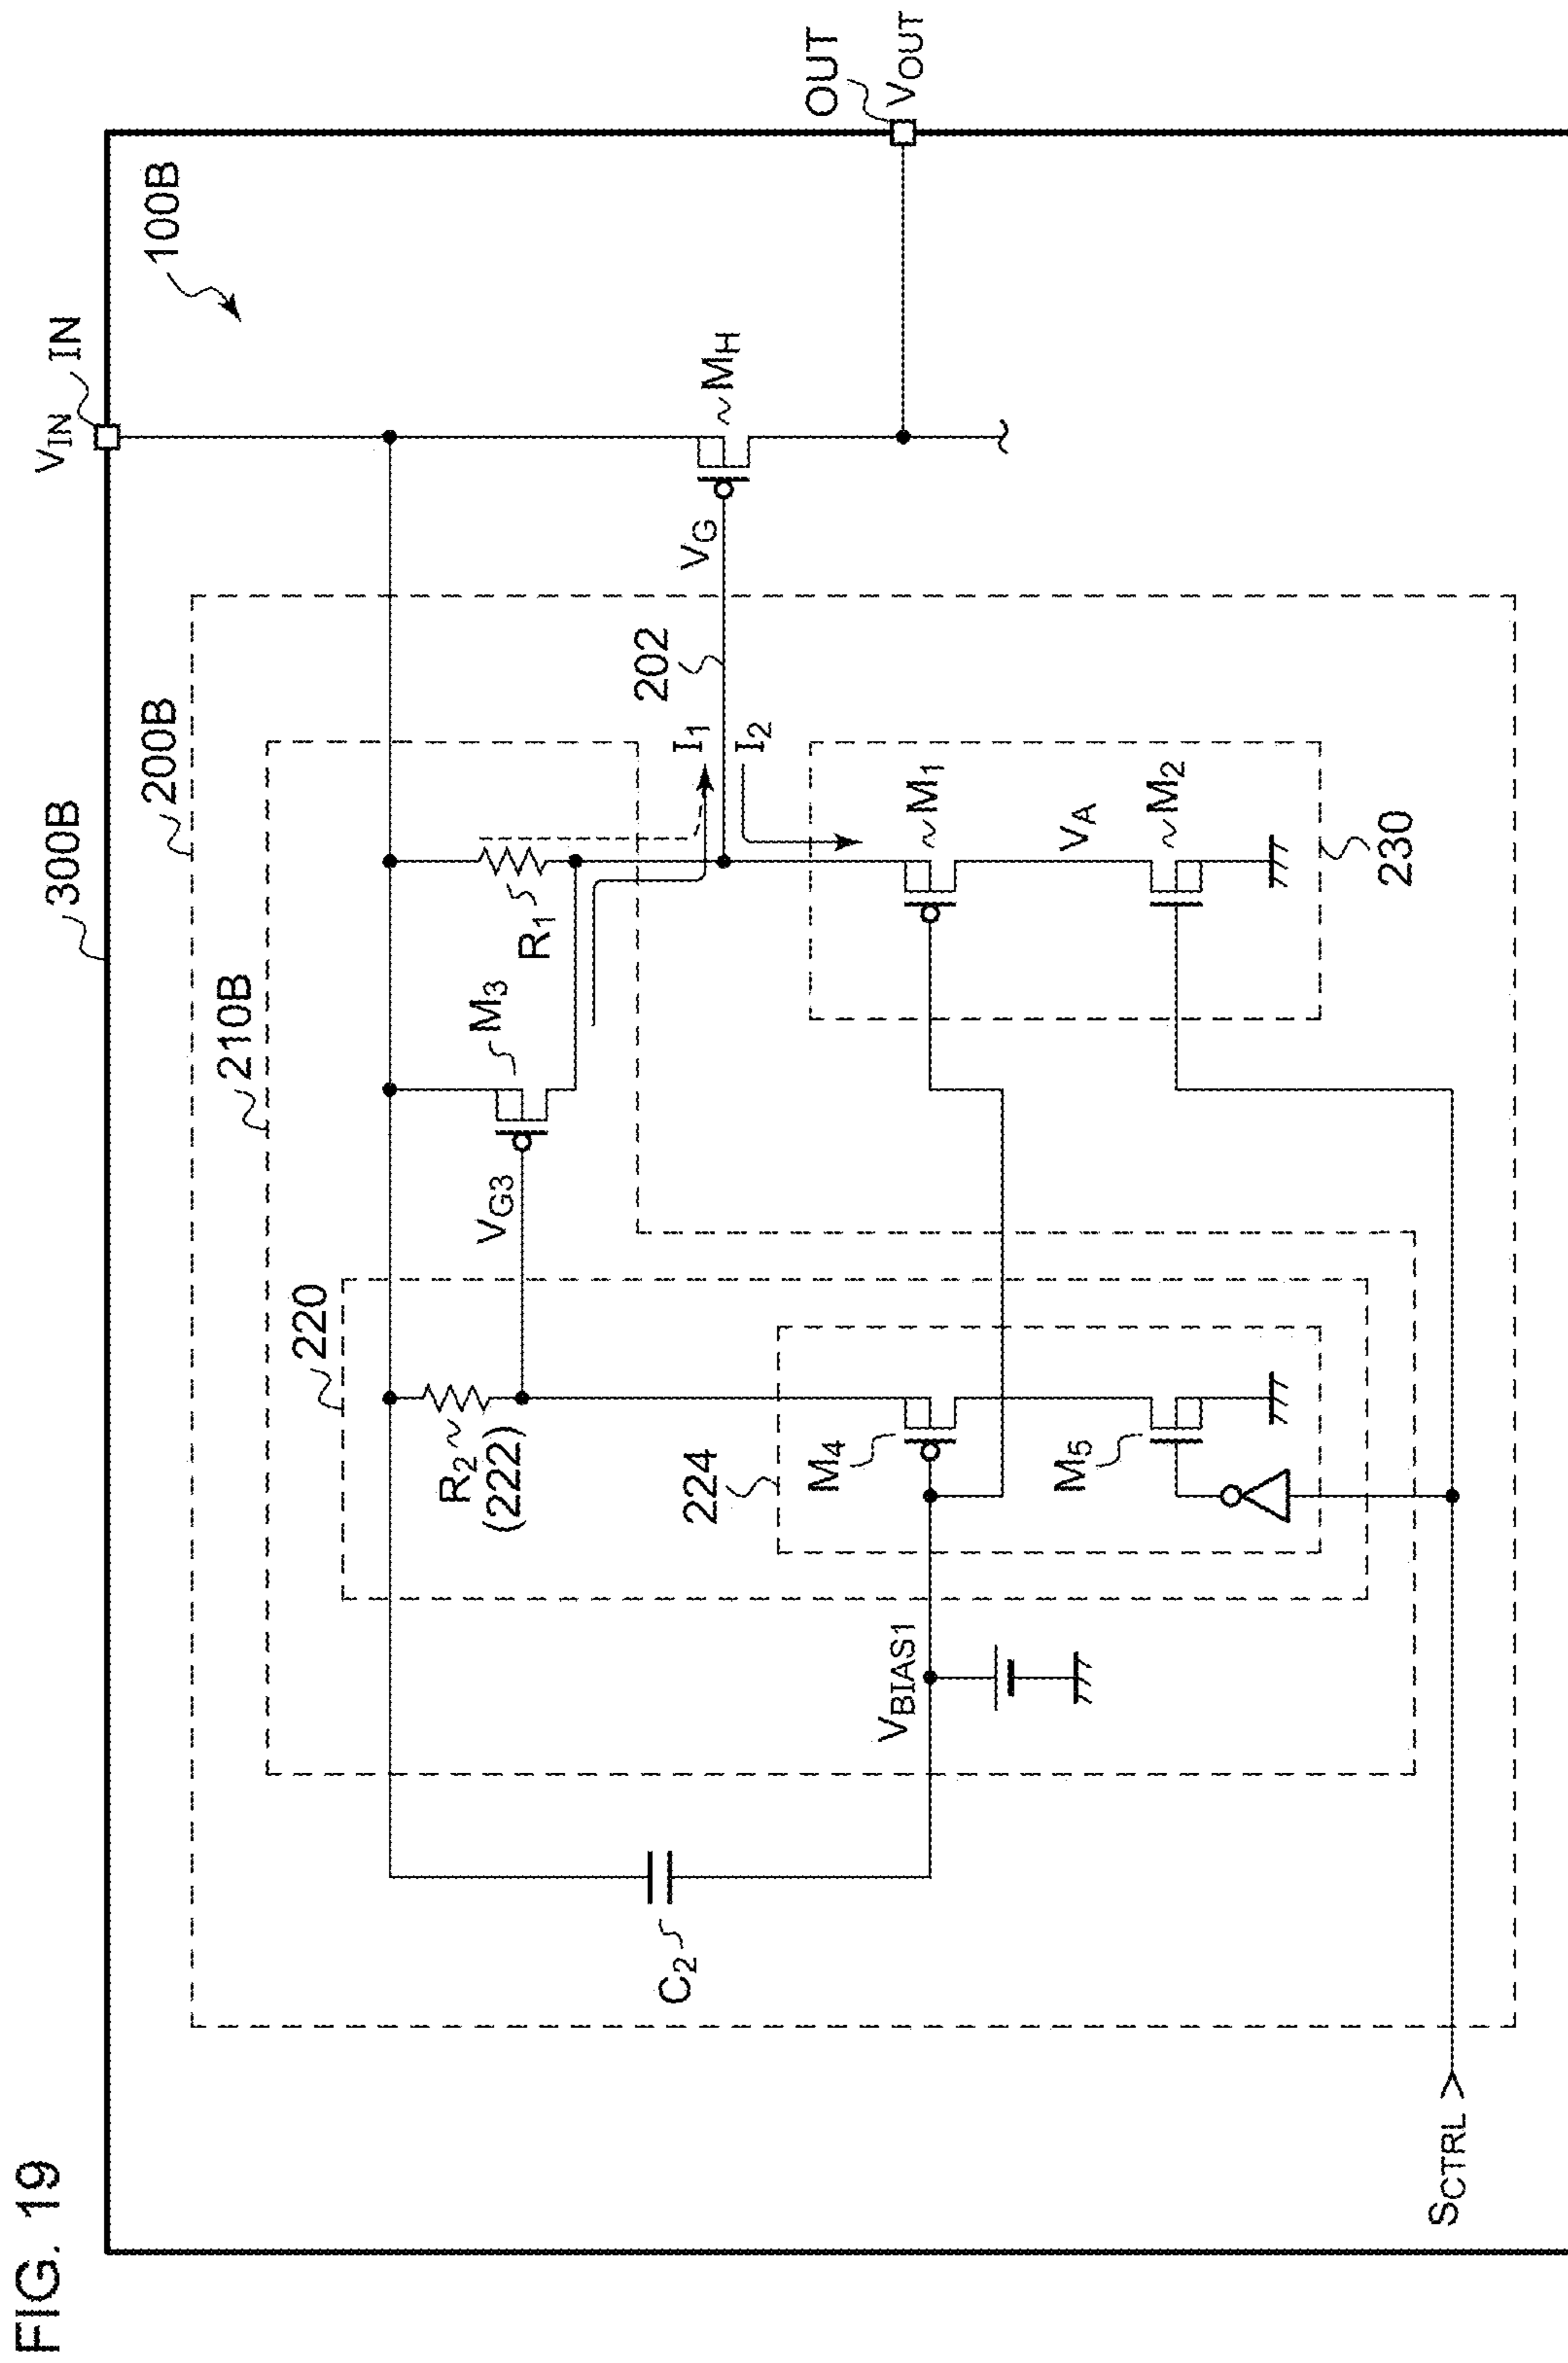 FIG. 19
300B
VIN
IN
200B
100B
210B
220
R2
(222)
M3
R1
VG3
C2
202
I1
I2
VG
MH
OUT
VOUT
VBIAS1
224
M4
M1
VA
M5
M2
230
SCTRL